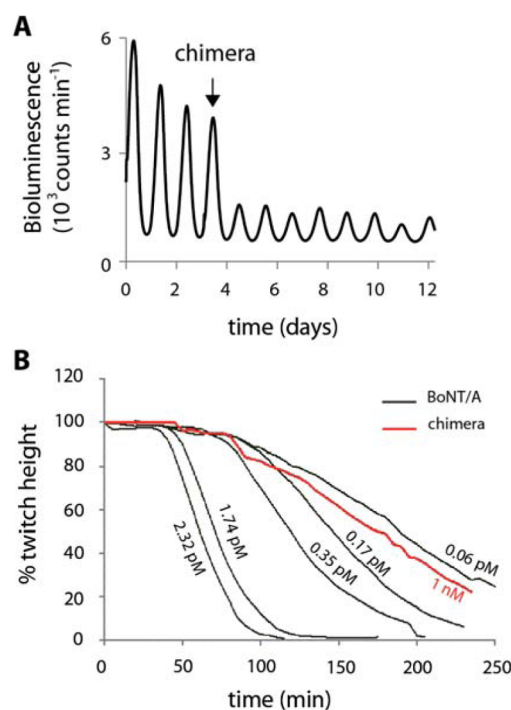 A
6
chimera
3
0
Bioluminescence
(10³ counts min⁻¹)
0 2 4 6 8 10 12
time (days)
B
120
100
80
60
40
20
0
% twitch height
BoNT/A
chimera
2.32 pM
1.74 pM
0.35 pM
0.17 pM
0.06 pM
1 nM
0 50 100 150 200 250
time (min)